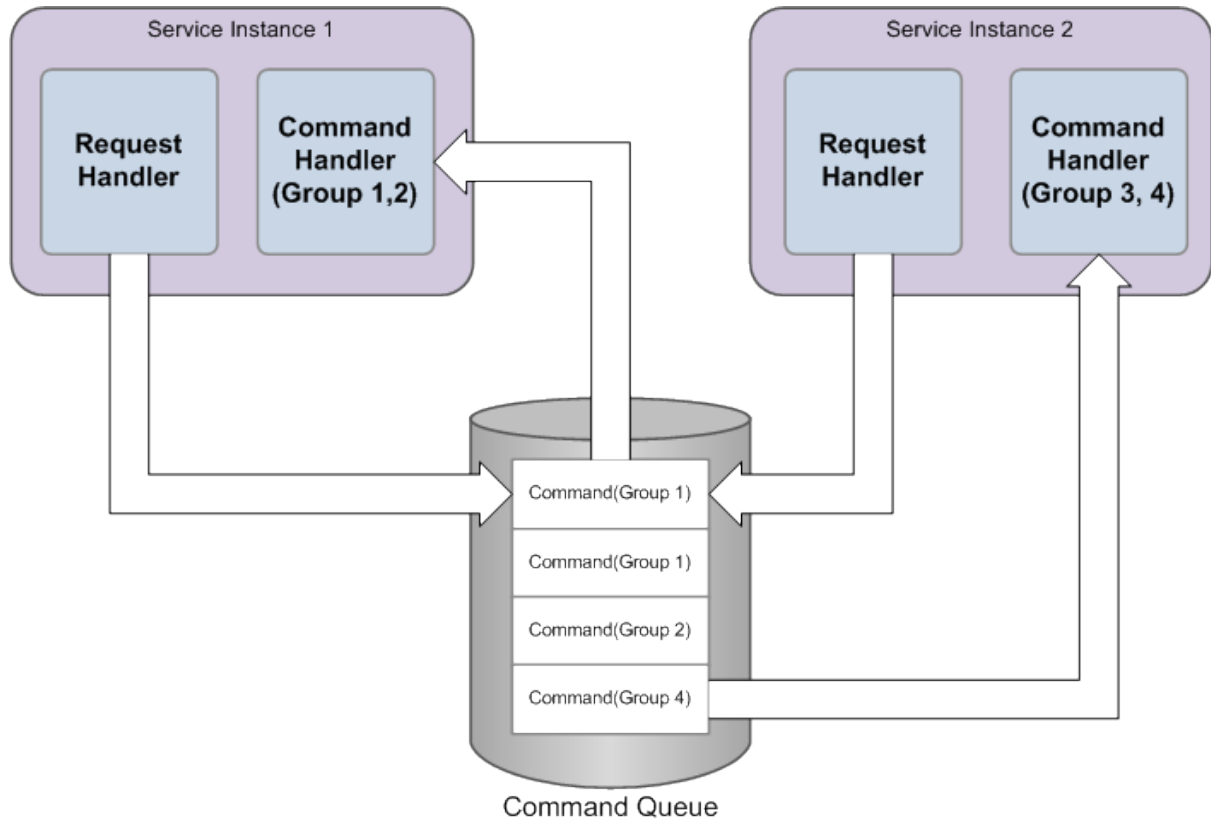 Service Instance 1
Request
Handler
Command
Handler
(Group 1,2)
Service Instance 2
Request
Handler
Command
Handler
(Group 3, 4)
Command(Group 1)
Command(Group 1)
Command(Group 2)
Command(Group 4)
Command Queue